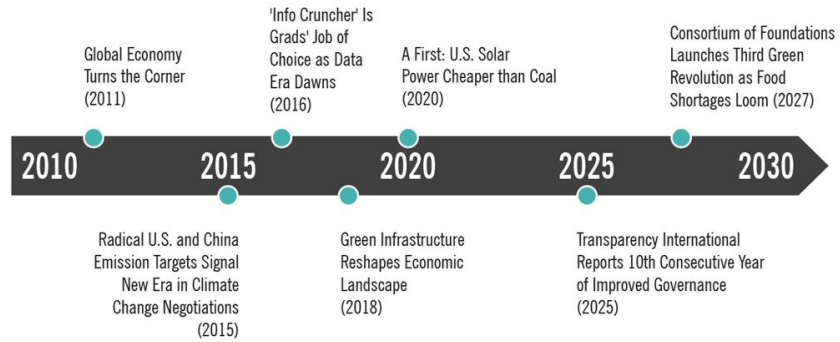 Global Economy
Turns the Corner
(2011)
'Info Cruncher' Is
Grads' Job of
Choice as Data
Era Dawns
(2016)
A First: U.S. Solar
Power Cheaper than Coal
(2020)
Consortium of Foundations
Launches Third Green
Revolution as Food
Shortages Loom (2027)
2010 2015 2020 2025 2030
Radical U.S. and China
Emission Targets Signal
New Era in Climate
Change Negotiations
(2015)
Green Infrastructure
Reshapes Economic
Landscape
(2018)
Transparency International
Reports 10th Consecutive Year
of Improved Governance
(2025)